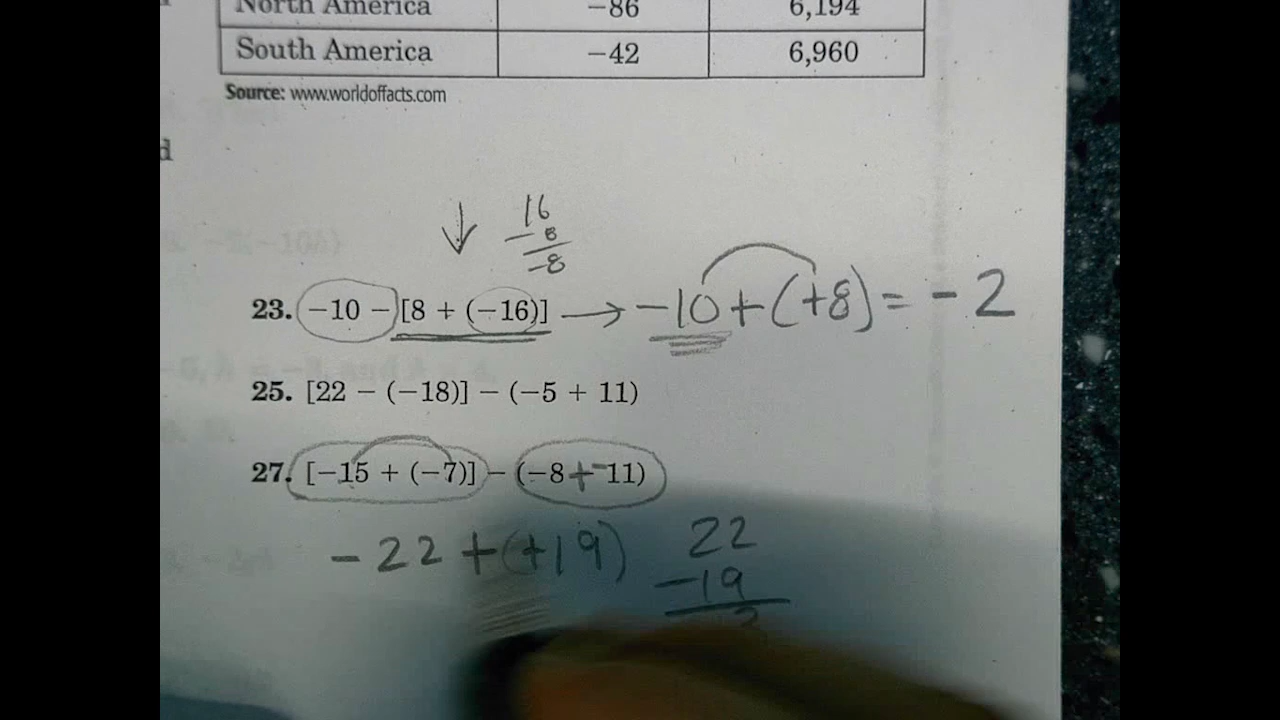 North America −86 6,194
South America −42 6,960
Source: www.worldoffacts.com
d
16
− 8
−8
23. −10 − [8 + (−16)] → −10 + (+8) = − 2
25. [22 − (−18)] − (−5 + 11)
27. [−15 + (−7)] − (−8 + −11)
−22 + (+19)
22
−19